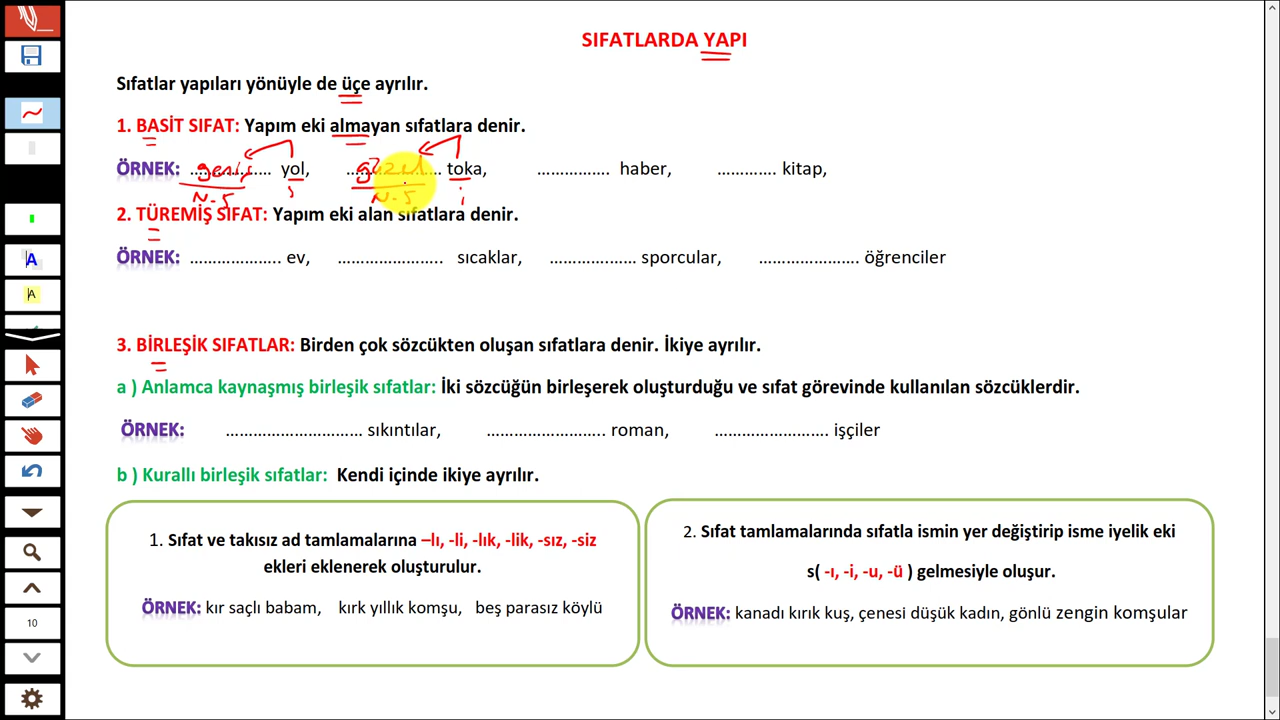 SIFATLARDA YAPI
Sıfatlar yapıları yönüyle de üçe ayrılır.
1. BASİT SIFAT: Yapım eki almayan sıfatlara denir.
ÖRNEK: geniş yol, güzel toka, ……………. haber, …………. kitap,
N.S i N.S i
2. TÜREMİŞ SIFAT: Yapım eki alan sıfatlara denir.
ÖRNEK: ……………….. ev, ………………….. sıcaklar, ……………… sporcular, …………………. öğrenciler
3. BİRLEŞİK SIFATLAR: Birden çok sözcükten oluşan sıfatlara denir. İkiye ayrılır.
a ) Anlamca kaynaşmış birleşik sıfatlar: İki sözcüğün birleşerek oluşturduğu ve sıfat görevinde kullanılan sözcüklerdir.
ÖRNEK: ………………………… sıkıntılar, …………………….. roman, ……………………. işçiler
b ) Kurallı birleşik sıfatlar: Kendi içinde ikiye ayrılır.
1. Sıfat ve takısız ad tamlamalarına –lı, -li, -lık, -lik, -sız, -siz
ekleri eklenerek oluşturulur.
ÖRNEK: kır saçlı babam, kırk yıllık komşu, beş parasız köylü
2. Sıfat tamlamalarında sıfatla ismin yer değiştirip isme iyelik eki
s( -ı, -i, -u, -ü ) gelmesiyle oluşur.
ÖRNEK: kanadı kırık kuş, çenesi düşük kadın, gönlü zengin komşular
A
A
10